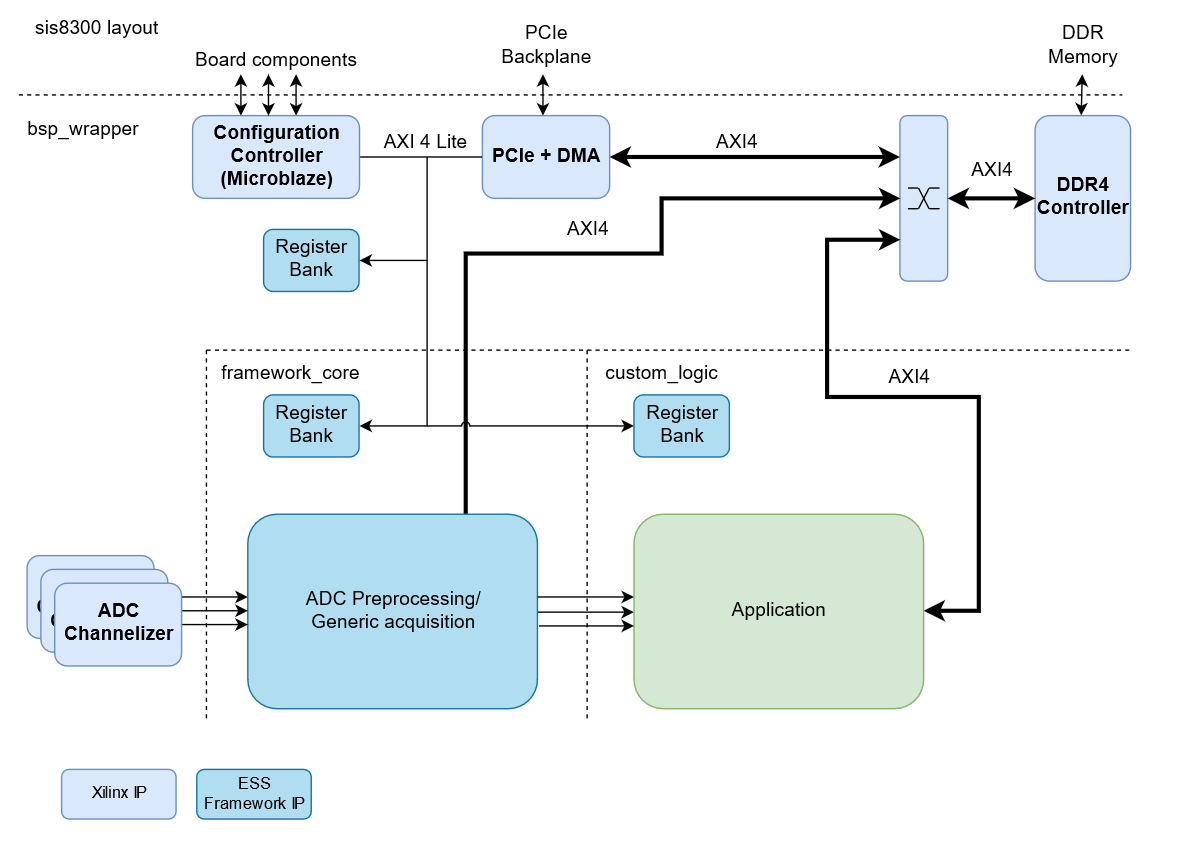 sis8300 layout
Board components
PCIe
Backplane
DDR
Memory
bsp_wrapper
Configuration
Controller
(Microblaze)
AXI 4 Lite
PCIe + DMA
AXI4
AXI4
DDR4
Controller
AXI4
Register
Bank
framework_core
custom_logic
AXI4
Register
Bank
Register
Bank
ADC
Channelizer
ADC Preprocessing/
Generic acquisition
Application
Xilinx IP
ESS
Framework IP